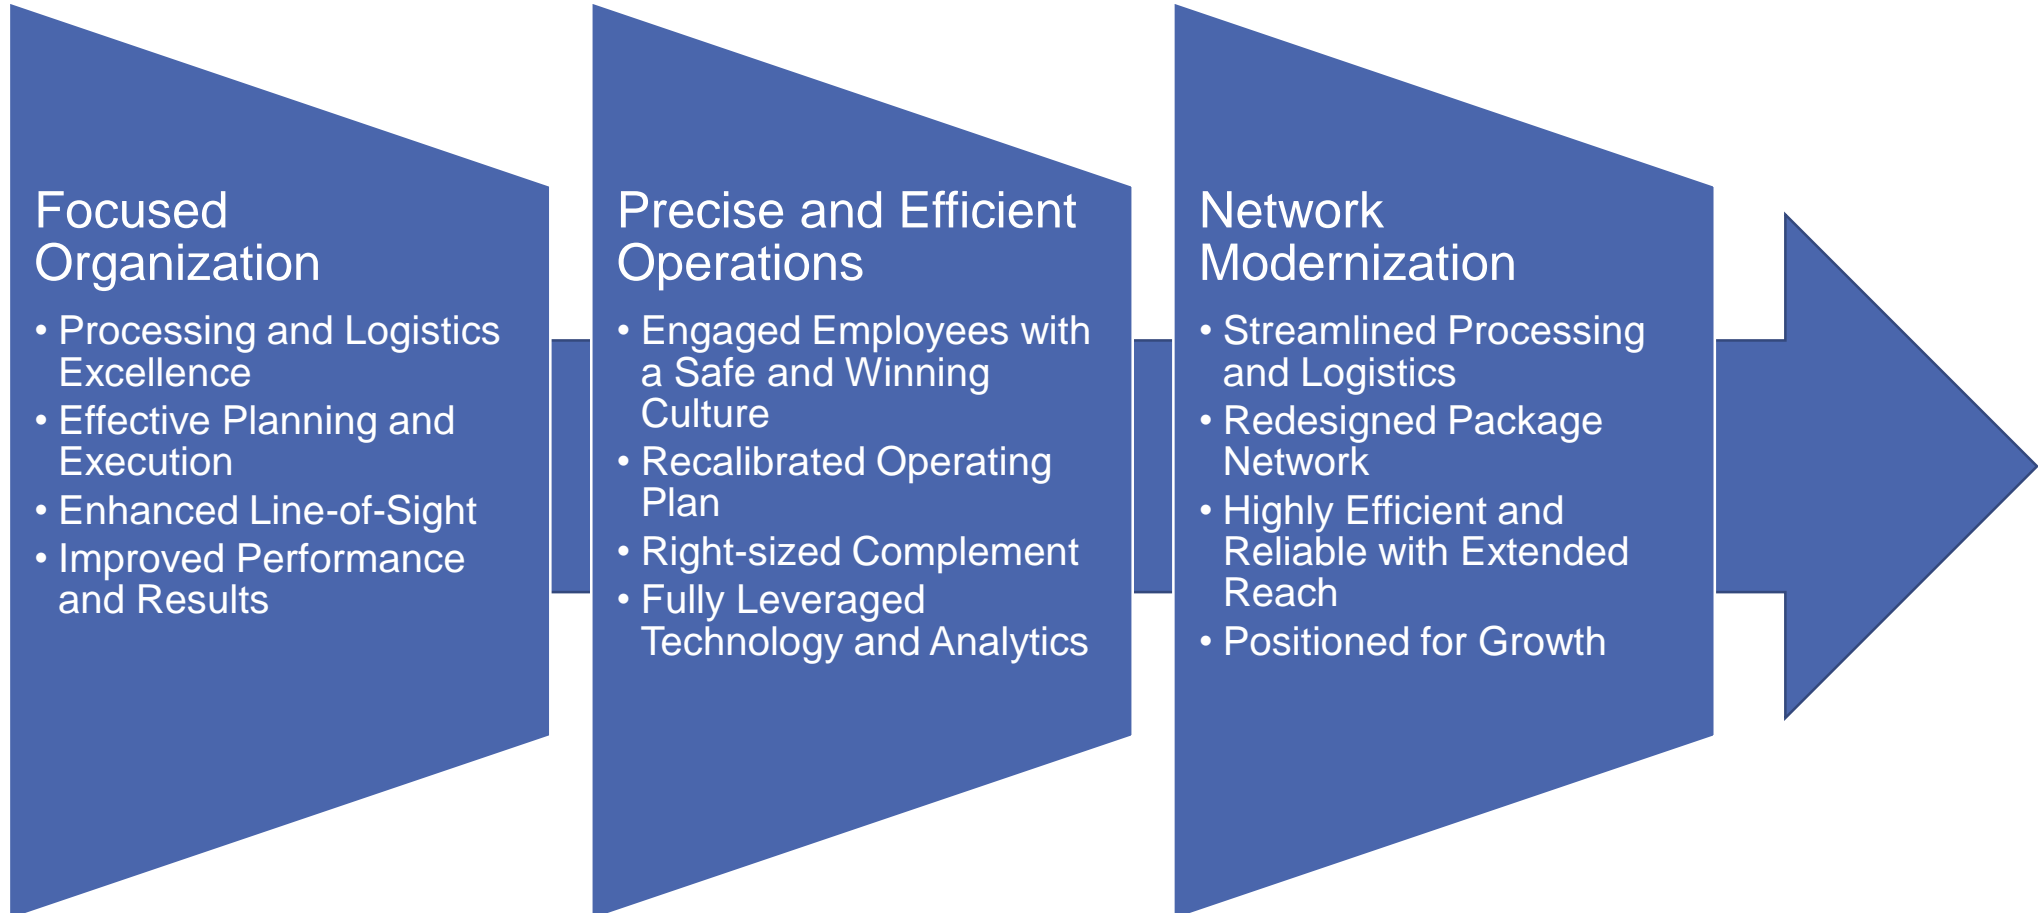 Focused
Organization
• Processing and Logistics
Excellence
• Effective Planning and
Execution
• Enhanced Line-of-Sight
• Improved Performance
and Results
Precise and Efficient
Operations
• Engaged Employees with
a Safe and Winning
Culture
• Recalibrated Operating
Plan
• Right-sized Complement
• Fully Leveraged
Technology and Analytics
Network
Modernization
• Streamlined Processing
and Logistics
• Redesigned Package
Network
• Highly Efficient and
Reliable with Extended
Reach
• Positioned for Growth